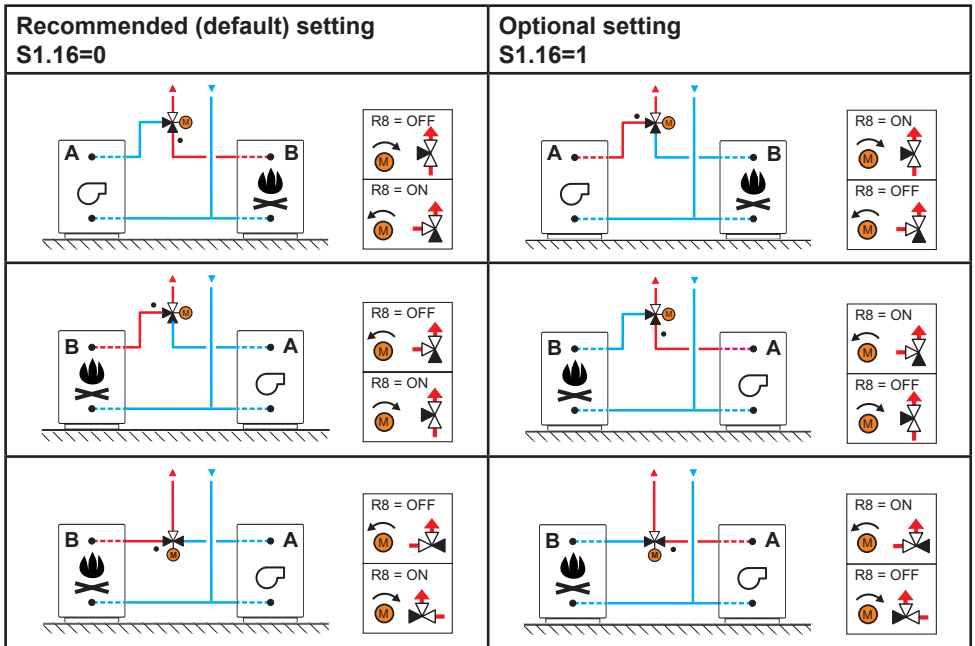 Recommended (default) setting
S1.16=0
Optional setting
S1.16=1
A
M
B
R8 = OFF
M
R8 = ON
M
A
M
B
R8 = ON
M
R8 = OFF
M
B
M
A
R8 = OFF
M
R8 = ON
M
B
M
A
R8 = ON
M
R8 = OFF
M
B
M
A
R8 = OFF
M
R8 = ON
M
B
M
A
R8 = ON
M
R8 = OFF
M